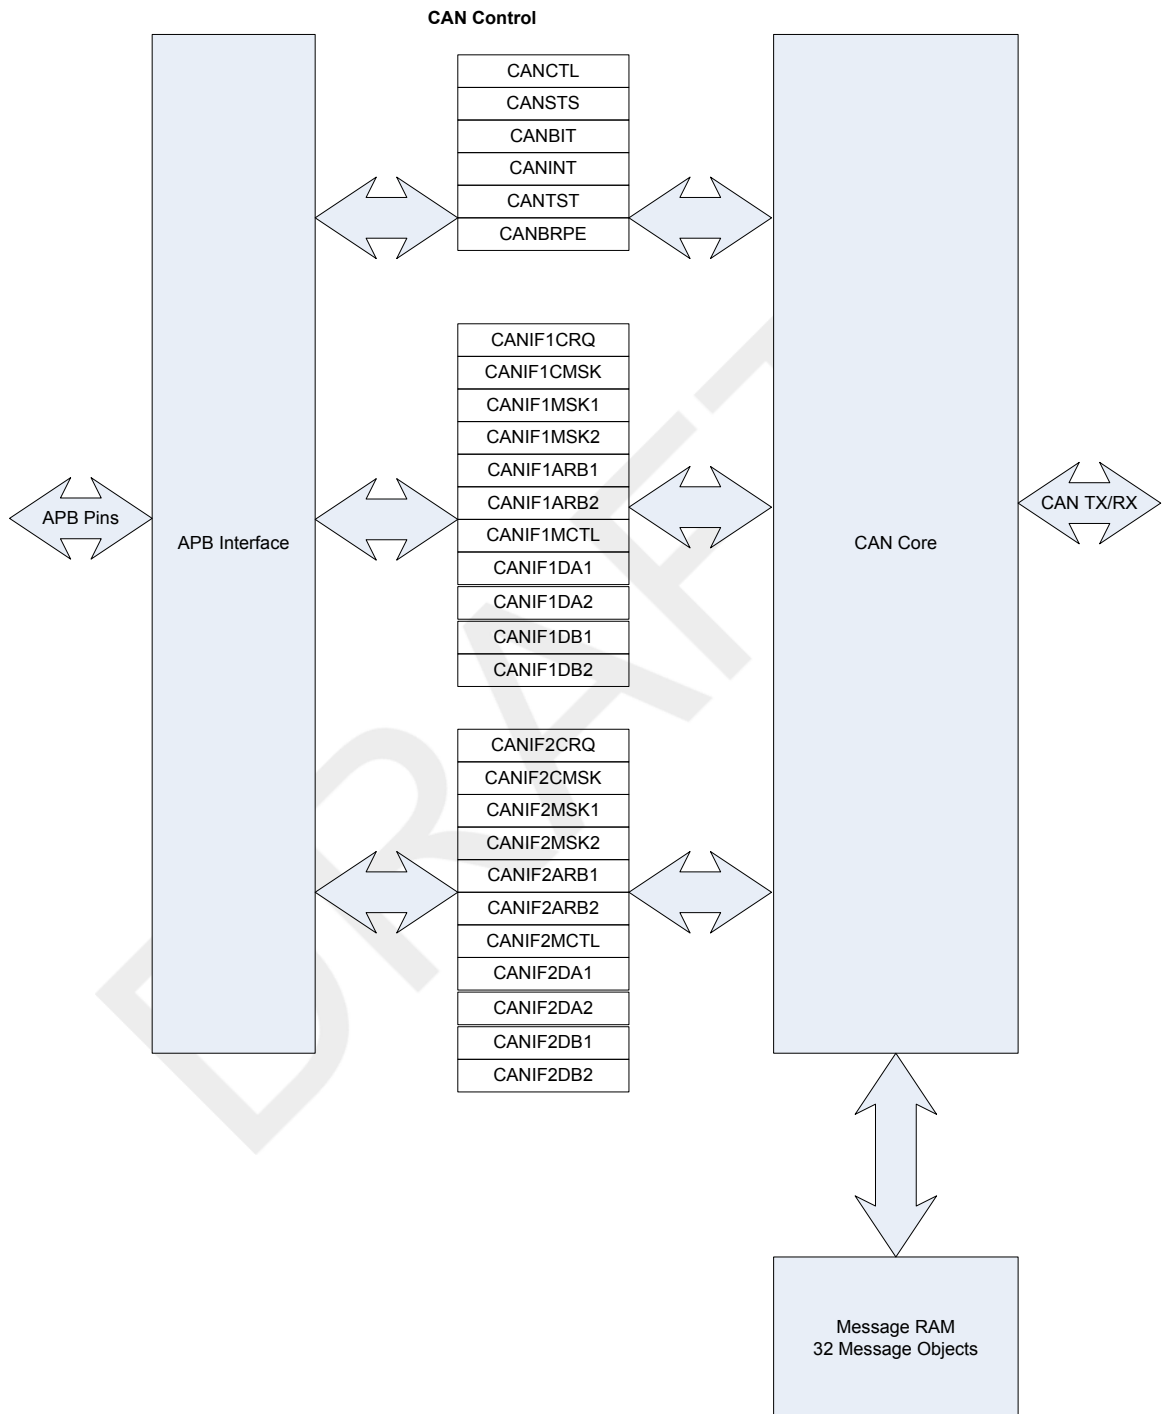 CAN Control
CANCTL
CANSTS
CANBIT
CANINT
CANTST
CANBRPE
CANIF1CRQ
CANIF1CMSK
CANIF1MSK1
CANIF1MSK2
CANIF1ARB1
CANIF1ARB2
CANIF1MCTL
CANIF1DA1
CANIF1DA2
CANIF1DB1
CANIF1DB2
APB Pins
APB Interface
CAN Core
CAN TX/RX
CANIF2CRQ
CANIF2CMSK
CANIF2MSK1
CANIF2MSK2
CANIF2ARB1
CANIF2ARB2
CANIF2MCTL
CANIF2DA1
CANIF2DA2
CANIF2DB1
CANIF2DB2
Message RAM
32 Message Objects
DRAFT